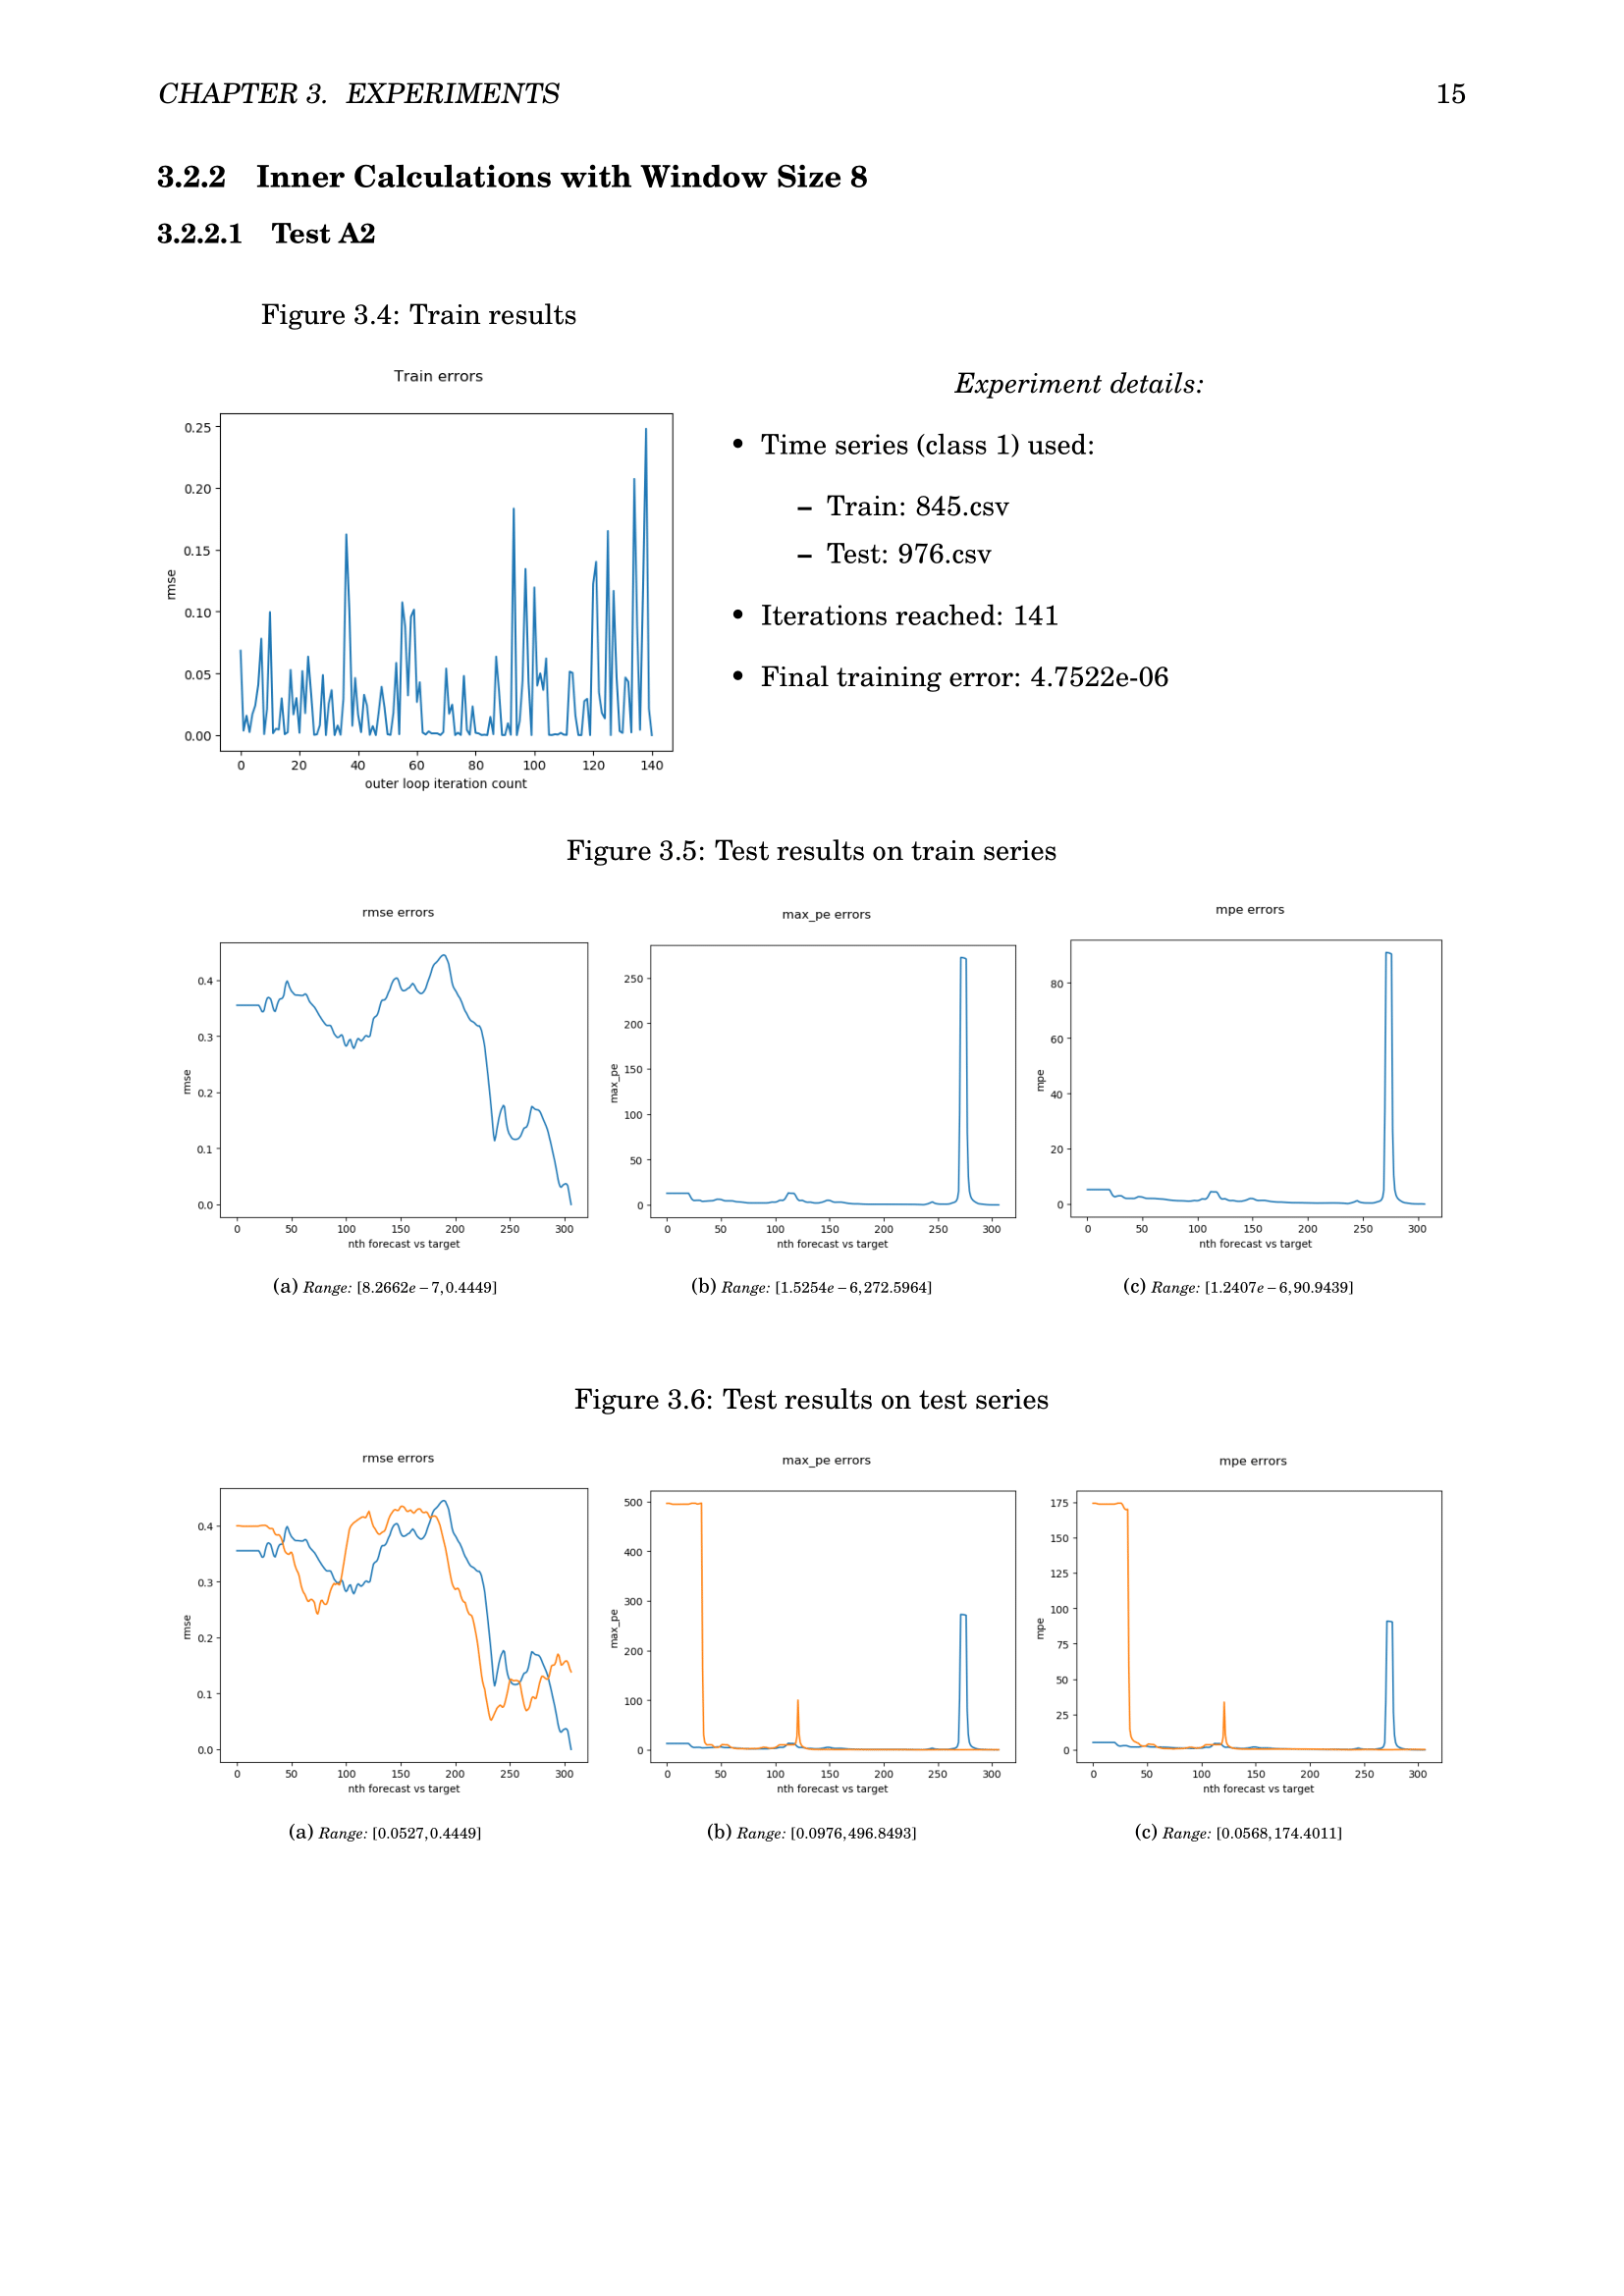 CHAPTER 3. EXPERIMENTS 15
3.2.2 Inner Calculations with Window Size 8
3.2.2.1 Test A2
Figure 3.4: Train results
Train errors
0.25
0.20
0.15
0.10
0.05
0.00
rmse
0 20 40 60 80 100 120 140
outer loop iteration count
Experiment details:
• Time series (class 1) used:
– Train: 845.csv
– Test: 976.csv
• Iterations reached: 141
• Final training error: 4.7522e-06
Figure 3.5: Test results on train series
rmse errors
0.4
0.3
0.2
0.1
0.0
rmse
0 50 100 150 200 250 300
nth forecast vs target
(a) Range: [8.2662e − 7, 0.4449]
max_pe errors
250
200
150
100
50
0
max_pe
0 50 100 150 200 250 300
nth forecast vs target
(b) Range: [1.5254e − 6, 272.5964]
mpe errors
80
60
40
20
0
mpe
0 50 100 150 200 250 300
nth forecast vs target
(c) Range: [1.2407e − 6, 90.9439]
Figure 3.6: Test results on test series
rmse errors
0.4
0.3
0.2
0.1
0.0
rmse
0 50 100 150 200 250 300
nth forecast vs target
(a) Range: [0.0527, 0.4449]
max_pe errors
500
400
300
200
100
0
max_pe
0 50 100 150 200 250 300
nth forecast vs target
(b) Range: [0.0976, 496.8493]
mpe errors
175
150
125
100
75
50
25
0
mpe
0 50 100 150 200 250 300
nth forecast vs target
(c) Range: [0.0568, 174.4011]